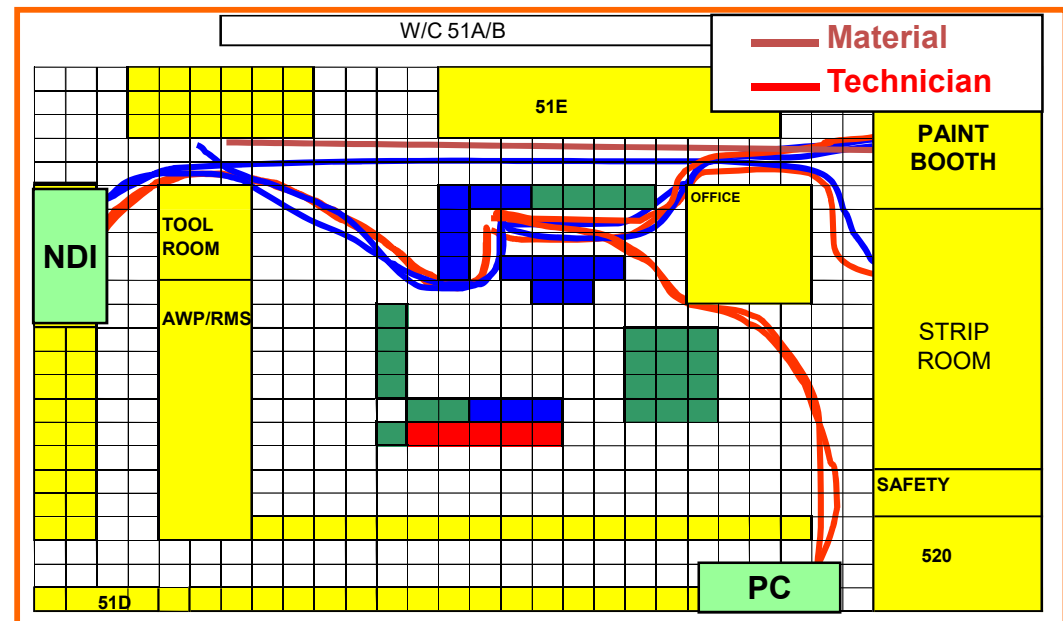 W/C 51A/B
Material
Technician
51E
PAINT
BOOTH
OFFICE
TOOL
ROOM
NDI
AWP/RMS
STRIP
ROOM
SAFETY
520
PC
51D